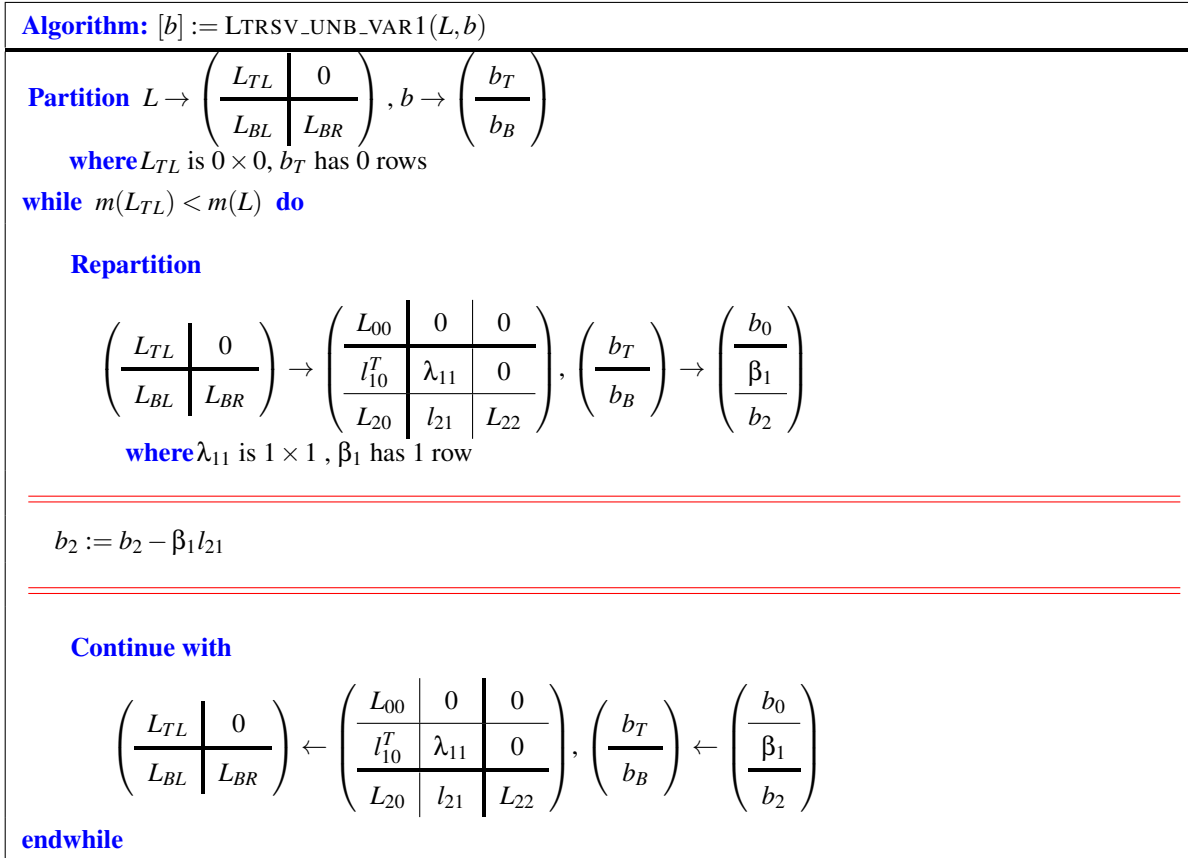 Algorithm: [b] := LTRSV_UNB_VAR1(L,b)
Partition L → ( L_TL 0 ; L_BL L_BR ) , b → ( b_T ; b_B )
where L_TL is 0 × 0, b_T has 0 rows
while m(L_TL) < m(L) do
Repartition
( L_TL 0 ; L_BL L_BR ) → ( L_00 0 0 ; l_10^T λ_11 0 ; L_20 l_21 L_22 ) , ( b_T ; b_B ) → ( b_0 ; β_1 ; b_2 )
where λ_11 is 1 × 1 , β_1 has 1 row
b_2 := b_2 − β_1 l_21
Continue with
( L_TL 0 ; L_BL L_BR ) ← ( L_00 0 0 ; l_10^T λ_11 0 ; L_20 l_21 L_22 ) , ( b_T ; b_B ) ← ( b_0 ; β_1 ; b_2 )
endwhile